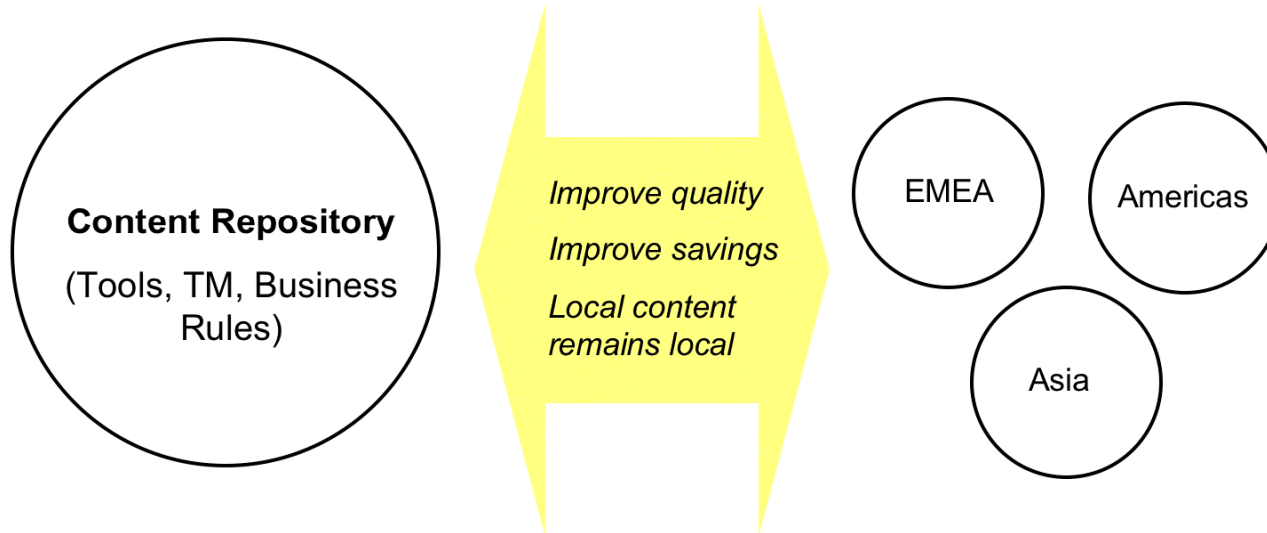 Content Repository
(Tools, TM, Business
Rules)
Improve quality
Improve savings
Local content
remains local
EMEA
Americas
Asia